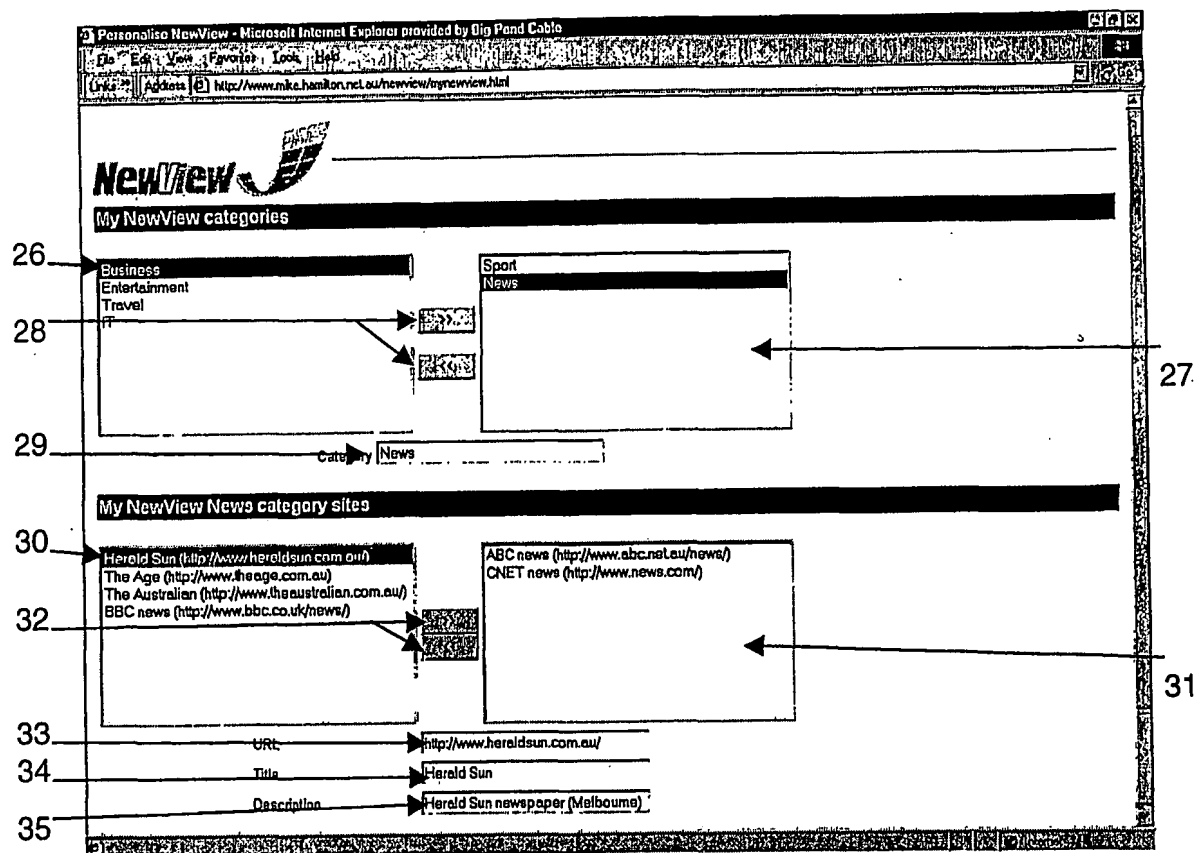 Personalise NewView - Microsoft Internet Explorer provided by Big Pond Cable
File Edit View Favorites Tools Help
Links Address http://www.mike.hamilton.net.au/newview/mynewview.html
NewView
My NewView categories
26
Business
Entertainment
Travel
IT
28
>>
<<
Sport
News
27
29
Category News
My NewView News category sites
30
Herald Sun (http://www.heraldsun.com.au/)
The Age (http://www.theage.com.au)
The Australian (http://www.theaustralian.com.au/)
BBC news (http://www.bbc.co.uk/news/)
32
ABC news (http://www.abc.net.au/news/)
CNET news (http://www.news.com/)
31
33 URL http://www.heraldsun.com.au/
34 Title Herald Sun
35 Description Herald Sun newspaper (Melbourne)